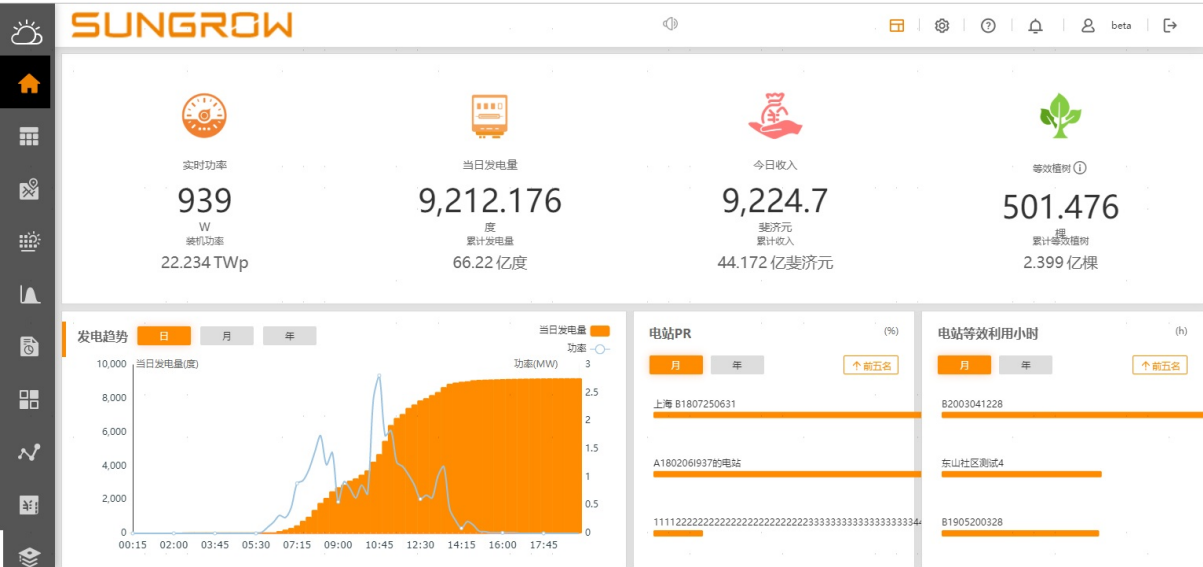 SUNGROW
beta
实时功率
当日发电量
今日收入
等效植树
939
9,212.176
9,224.7
501.476
W
度
斐济元
棵
装机功率
累计发电量
累计收入
累计等效植树
22.234 TWp
66.22 亿度
44.172 亿斐济元
2.399 亿棵
发电趋势
日
月
年
当日发电量
功率
当日发电量(度)
功率(MW)
10,000
8,000
6,000
4,000
2,000
0
3
2.5
2
1.5
1
0.5
0
00:15 02:00 03:45 05:30 07:15 09:00 10:45 12:30 14:15 16:00 17:45
电站PR
(%)
月
年
前五名
上海 B1807250631
A180206I937的电站
电站等效利用小时
(h)
月
年
前五名
B2003041228
东山社区测试4
B1905200328